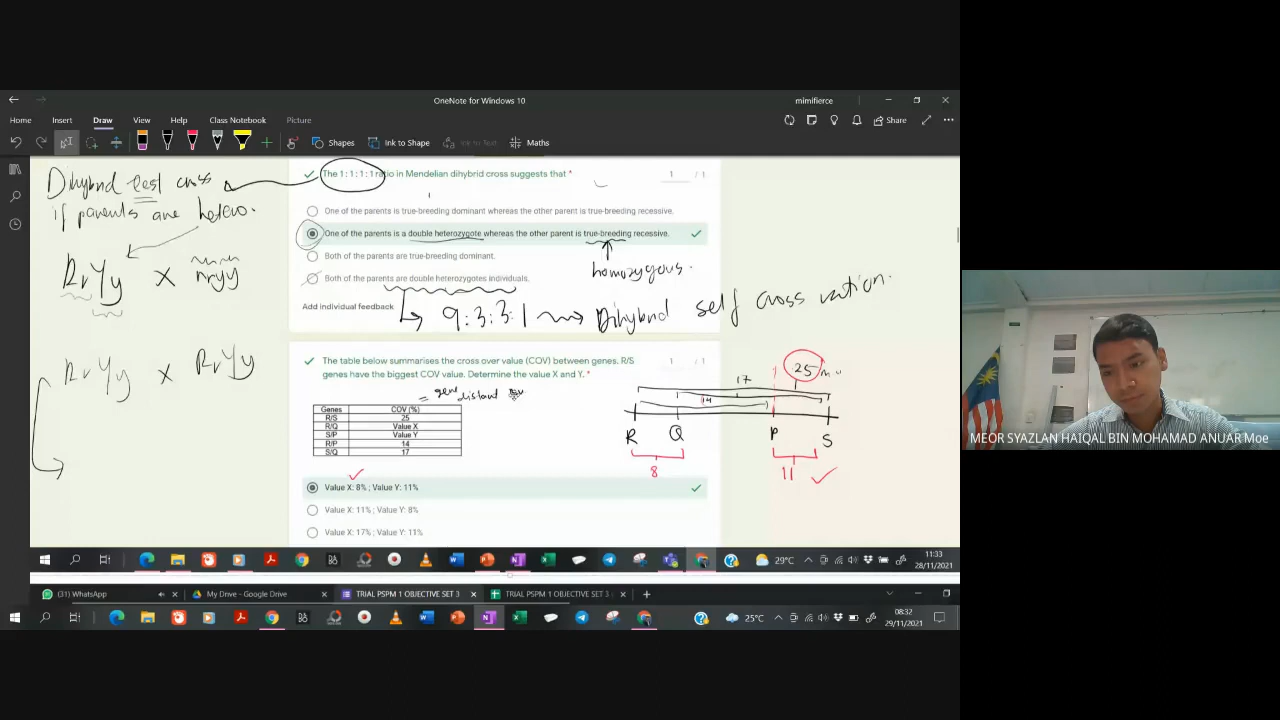 OneNote for Windows 10
mimifierce
Home Insert Draw View Help Class Notebook Picture
Share
Shapes Ink to Shape Ink to Text Maths
Dihybrid test cross
if parents are hetero.
RrYy x rryy
RrYy x RrYy
The 1:1:1:1 ratio in Mendelian dihybrid cross suggests that *
1 / 1
One of the parents is true-breeding dominant whereas the other parent is true-breeding recessive.
One of the parents is a double heterozygote whereas the other parent is true-breeding recessive.
Both of the parents are true-breeding dominant.
Both of the parents are double heterozygotes individuals.
homozygous.
Add individual feedback
9:3:3:1 Dihybrid self cross ration.
The table below summarises the cross over value (COV) between genes. R/S
genes have the biggest COV value. Determine the value X and Y. *
1 / 1
= gene distant
Genes COV (%)
R/S 25
R/Q Value X
S/P Value Y
R/P 14
S/Q 17
25
17
14
R Q P S
8 11
Value X: 8% ; Value Y: 11%
Value X: 11% ; Value Y: 8%
Value X: 17% ; Value Y: 11%
29°C
11:33
28/11/2021
(31) WhatsApp
My Drive - Google Drive
TRIAL PSPM 1 OBJECTIVE SET 3
TRIAL PSPM 1 OBJECTIVE SET 3
25°C
08:32
29/11/2021
MEOR SYAZLAN HAIQAL BIN MOHAMAD ANUAR Moe